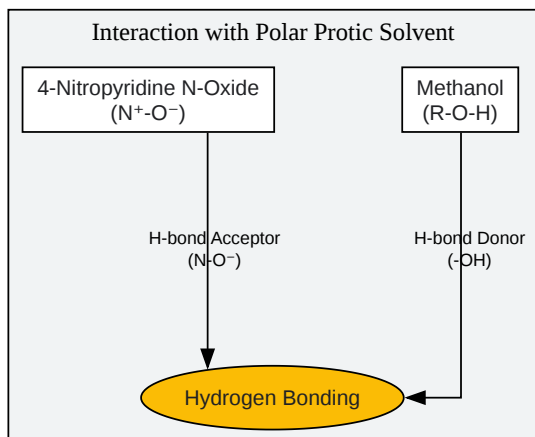 Interaction with Polar Protic Solvent
4-Nitropyridine N-Oxide
(N⁺-O⁻)
Methanol
(R-O-H)
H-bond Acceptor
(N-O⁻)
H-bond Donor
(-OH)
Hydrogen Bonding